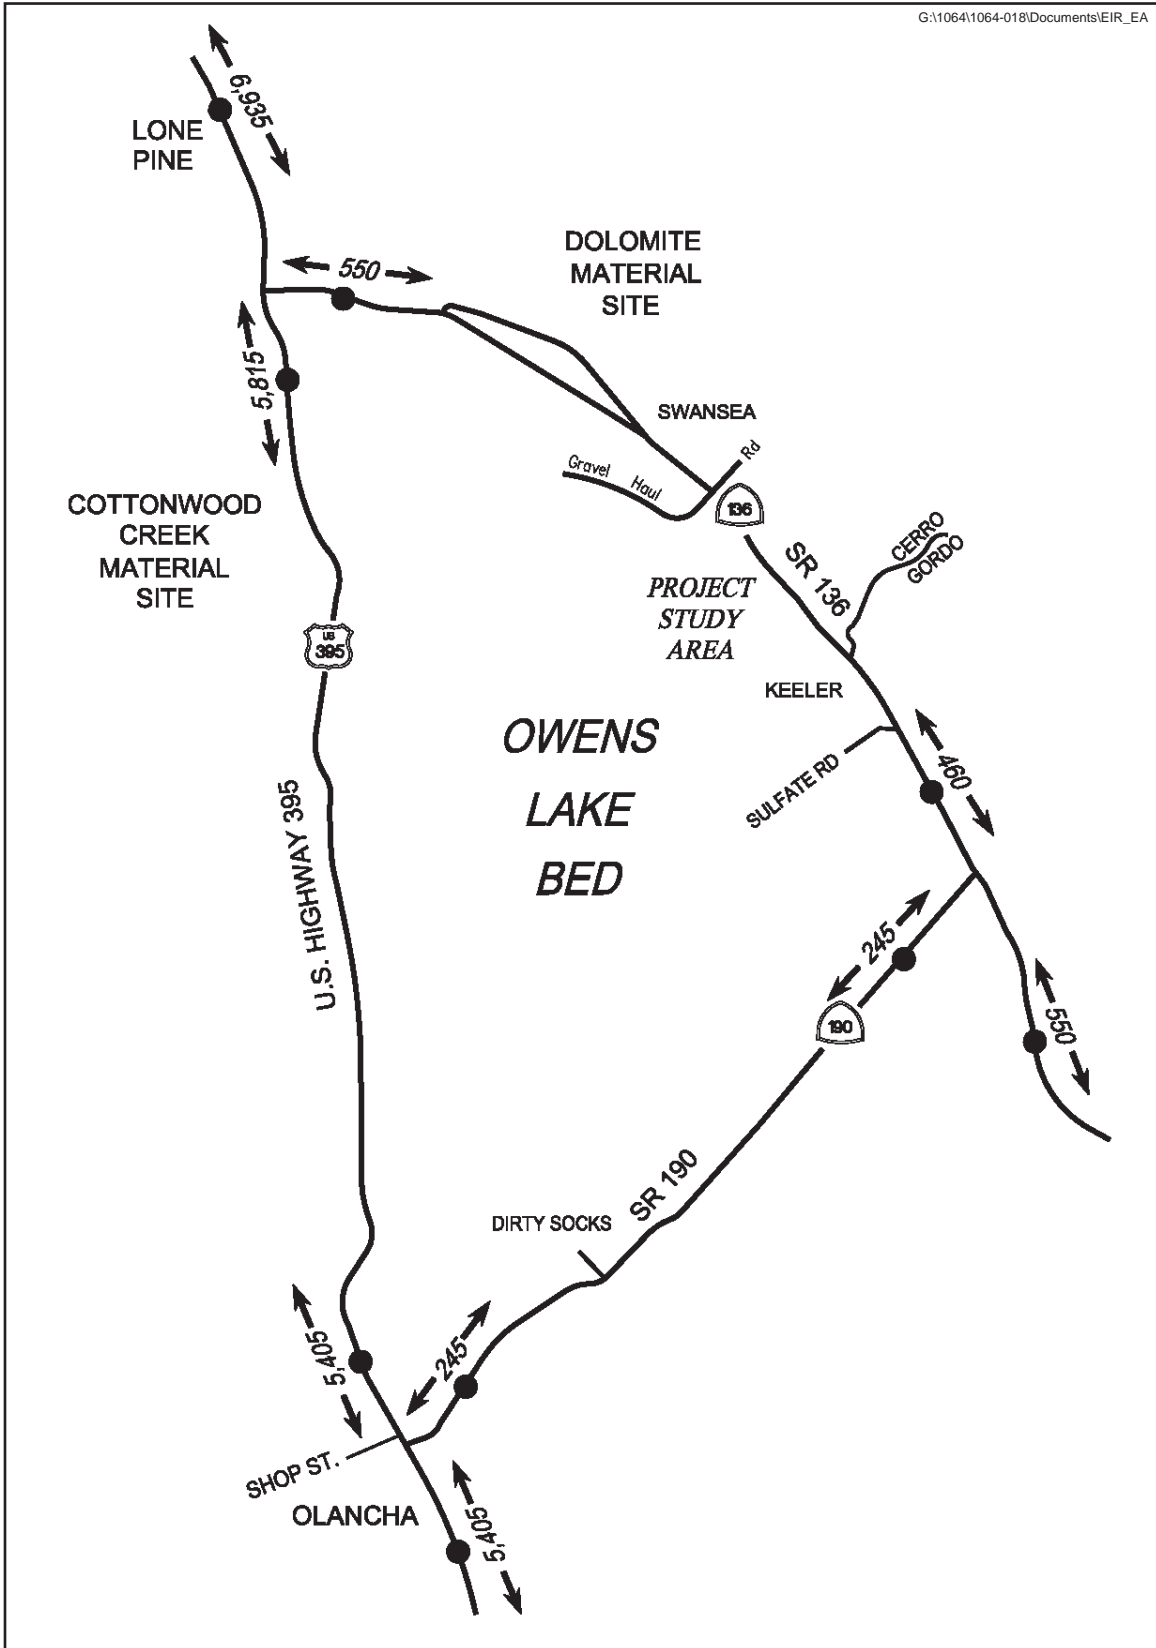 G:\1064\1064-018\Documents\EIR_EA
6,935
LONE
PINE
550
DOLOMITE
MATERIAL
SITE
5,815
SWANSEA
Gravel Haul Rd
136
COTTONWOOD
CREEK
MATERIAL
SITE
SR 136
CERRO
GORDO
PROJECT
STUDY
AREA
US
395
KEELER
OWENS
LAKE
BED
SULFATE RD
460
U.S. HIGHWAY 395
245
190
550
SR 190
DIRTY SOCKS
5,405
245
SHOP ST.
OLANCHA
5,405